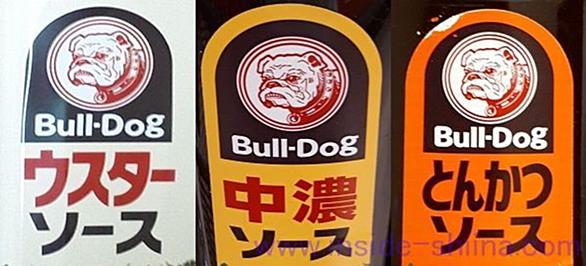 Bull-Dog
ウスター
ソース
Bull-Dog
中濃
ソース
Bull-Dog
とんかつ
ソース
www.inside-shiina.com